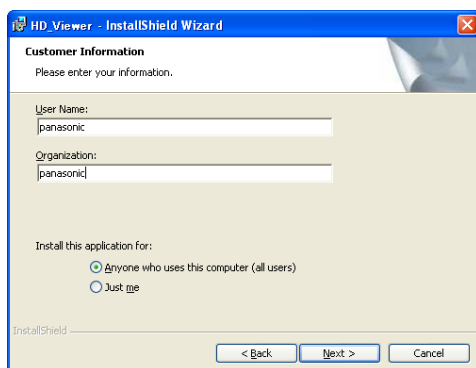 HD_Viewer - InstallShield Wizard
Customer Information
Please enter your information.
User Name:
panasonic
Organization:
panasonic
Install this application for:
Anyone who uses this computer (all users)
Just me
InstallShield
< Back Next > Cancel